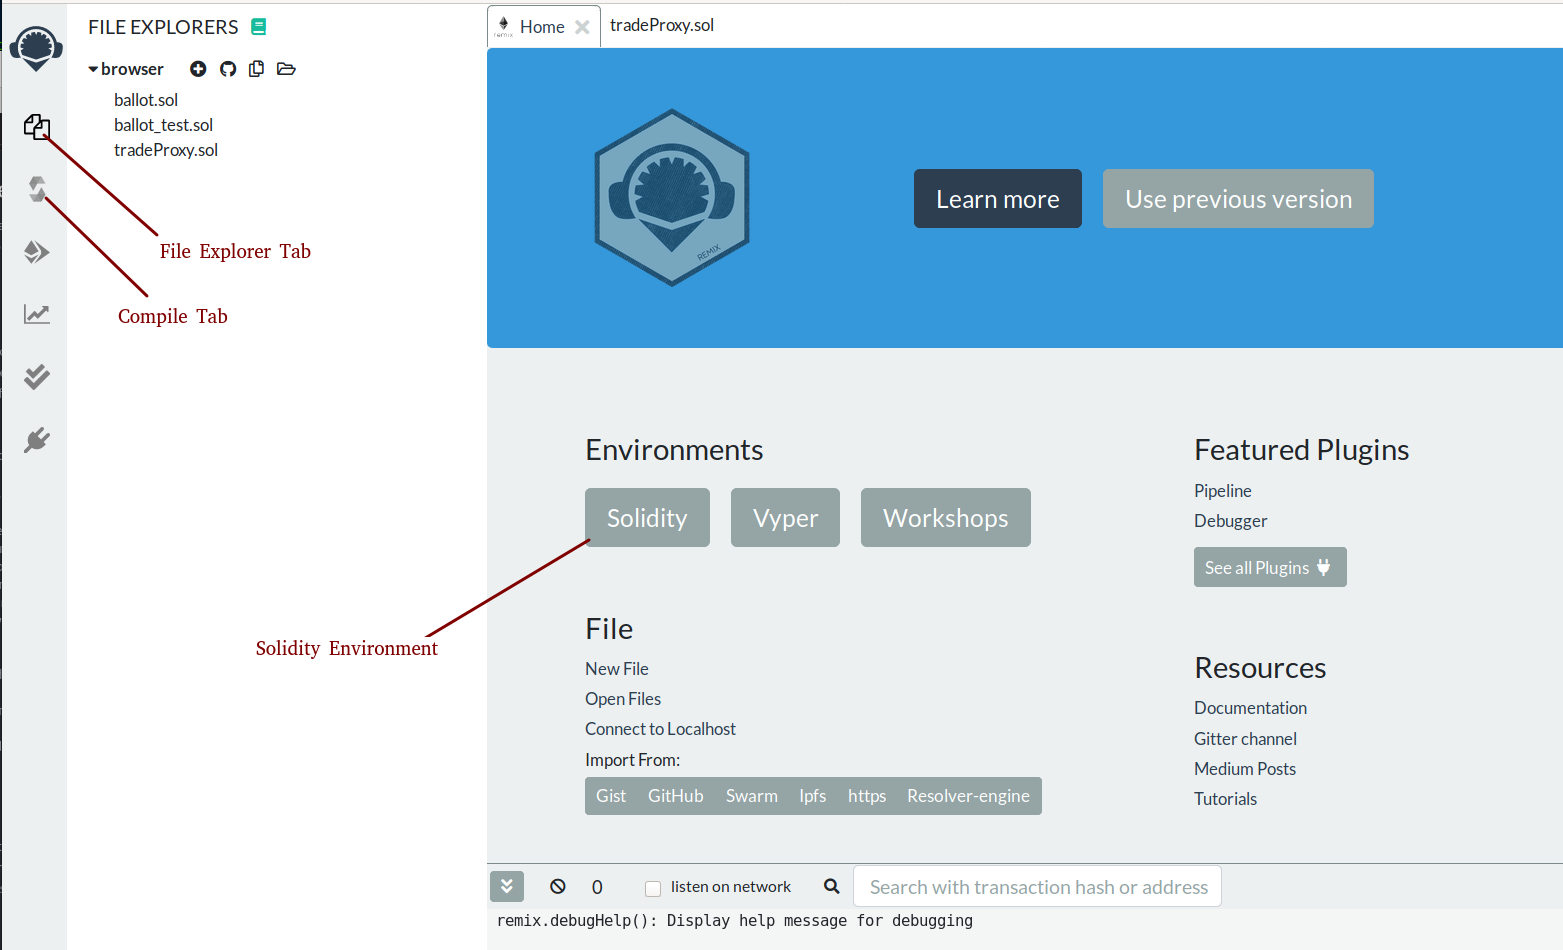 FILE EXPLORERS
browser
ballot.sol
ballot_test.sol
tradeProxy.sol
File Explorer Tab
Compile Tab
remix
Home
tradeProxy.sol
REMIX
Learn more
Use previous version
Environments
Solidity
Vyper
Workshops
Solidity Environment
File
New File
Open Files
Connect to Localhost
Import From:
Gist GitHub Swarm Ipfs https Resolver-engine
Featured Plugins
Pipeline
Debugger
See all Plugins
Resources
Documentation
Gitter channel
Medium Posts
Tutorials
0
listen on network
Search with transaction hash or address
remix.debugHelp(): Display help message for debugging